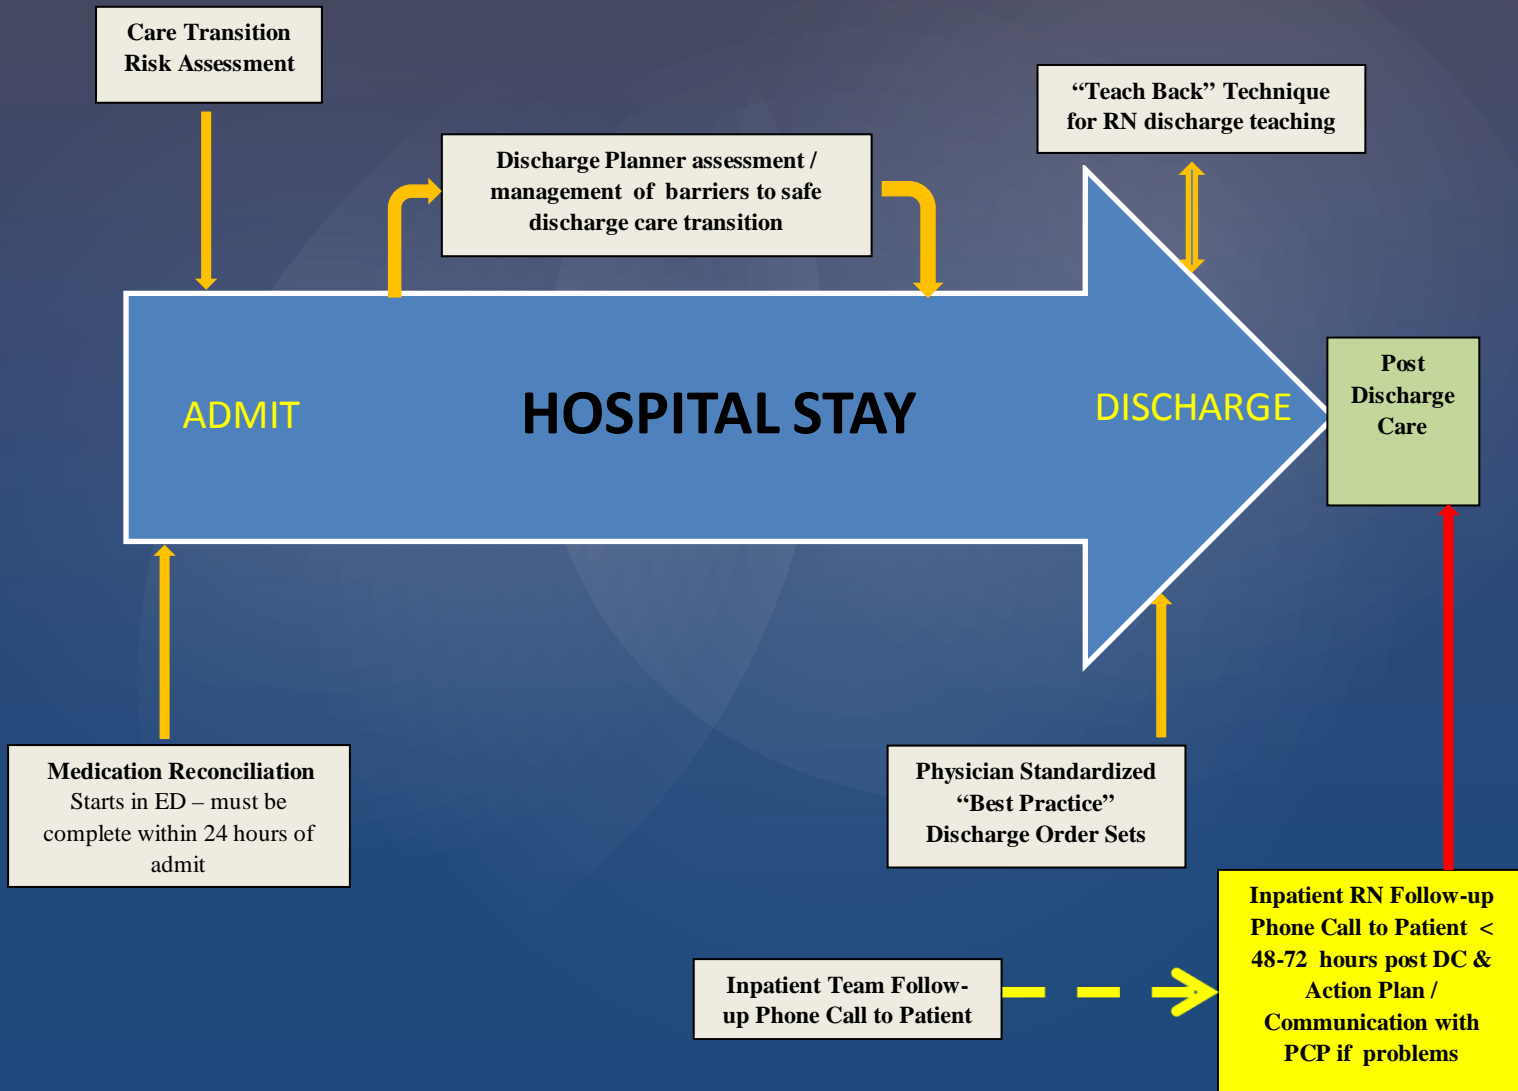 Care Transition
Risk Assessment
“Teach Back” Technique
for RN discharge teaching
Discharge Planner assessment /
management of barriers to safe
discharge care transition
ADMIT
HOSPITAL STAY
DISCHARGE
Post
Discharge
Care
Medication Reconciliation
Starts in ED – must be
complete within 24 hours of
admit
Physician Standardized
“Best Practice”
Discharge Order Sets
Inpatient Team Follow-
up Phone Call to Patient
Inpatient RN Follow-up
Phone Call to Patient <
48-72 hours post DC &
Action Plan /
Communication with
PCP if problems